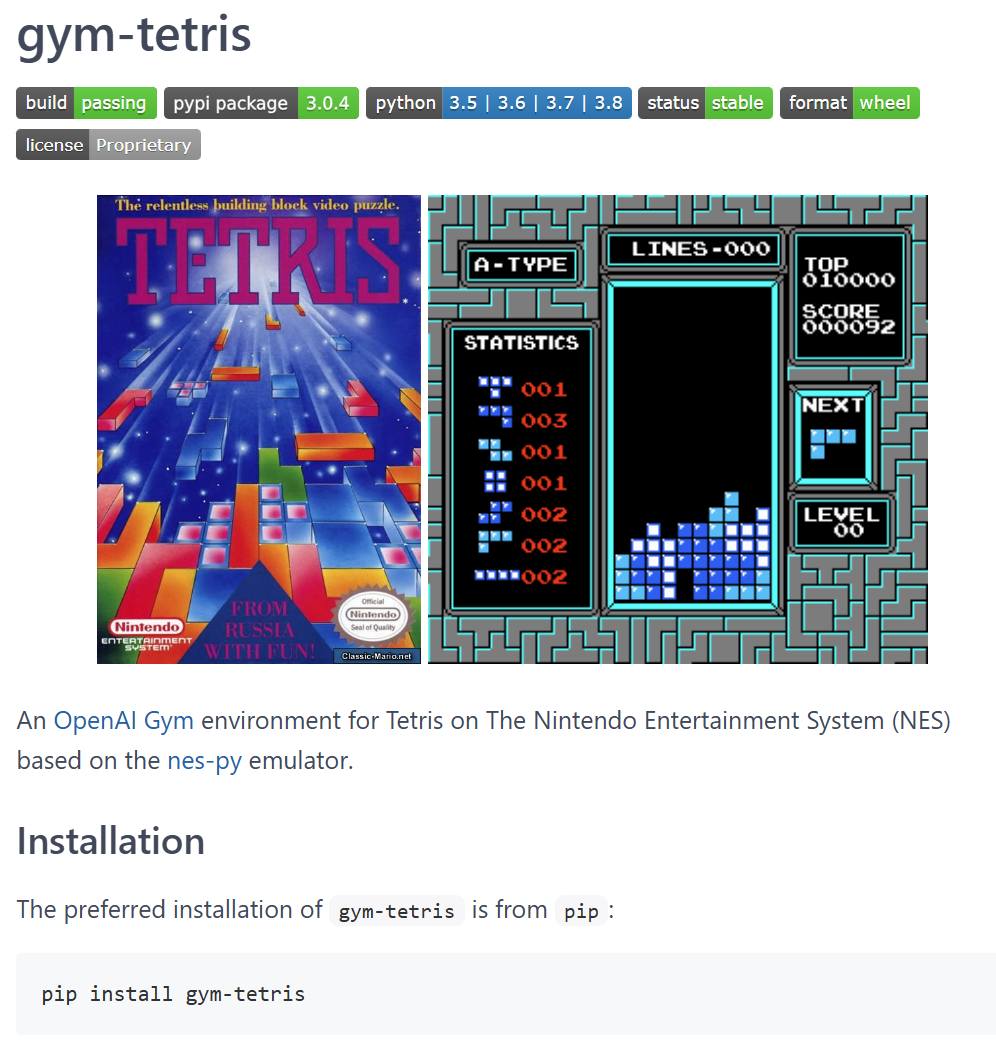 gym-tetris
build passing pypi package 3.0.4 python 3.5 | 3.6 | 3.7 | 3.8 status stable format wheel
license Proprietary
The relentless building block video puzzle.
TETRIS
FROM
RUSSIA
WITH FUN!
Nintendo
ENTERTAINMENT
SYSTEM
Official
Nintendo
Seal of Quality
Classic-Mario.net
A-TYPE
STATISTICS
001
003
001
001
002
002
002
LINES-000
TOP
010000
SCORE
000092
NEXT
LEVEL
00
An OpenAI Gym environment for Tetris on The Nintendo Entertainment System (NES)
based on the nes-py emulator.
Installation
The preferred installation of gym-tetris is from pip:
pip install gym-tetris